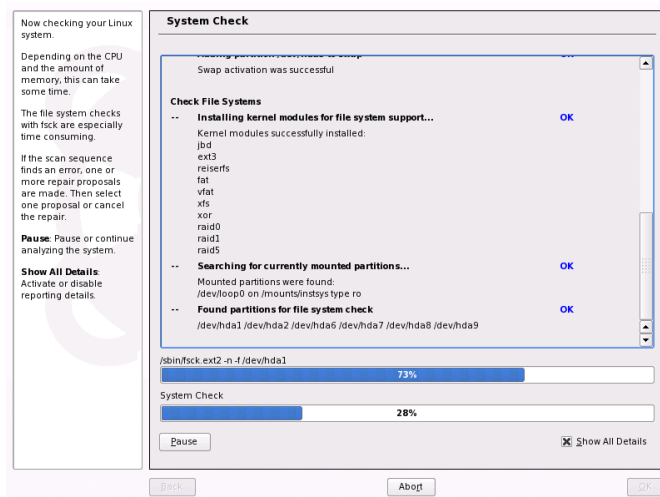 Now checking your Linux
system.
Depending on the CPU
and the amount of
memory, this can take
some time.
The file system checks
with fsck are especially
time consuming.
If the scan sequence
finds an error, one or
more repair proposals
are made. Then select
one proposal or cancel
the repair.
Pause: Pause or continue
analyzing the system.
Show All Details:
Activate or disable
reporting details.
System Check
Adding partition /dev/hda5 to swap OK
Swap activation was successful
Check File Systems
-- Installing kernel modules for file system support... OK
Kernel modules successfully installed:
jbd
ext3
reiserfs
fat
vfat
xfs
xor
raid0
raid1
raid5
-- Searching for currently mounted partitions... OK
Mounted partitions were found:
/dev/loop0 on /mounts/instsys type ro
-- Found partitions for file system check OK
/dev/hda1 /dev/hda2 /dev/hda6 /dev/hda7 /dev/hda8 /dev/hda9
/sbin/fsck.ext2 -n -f /dev/hda1
73%
System Check
28%
Pause
Show All Details
Back
Abort
OK